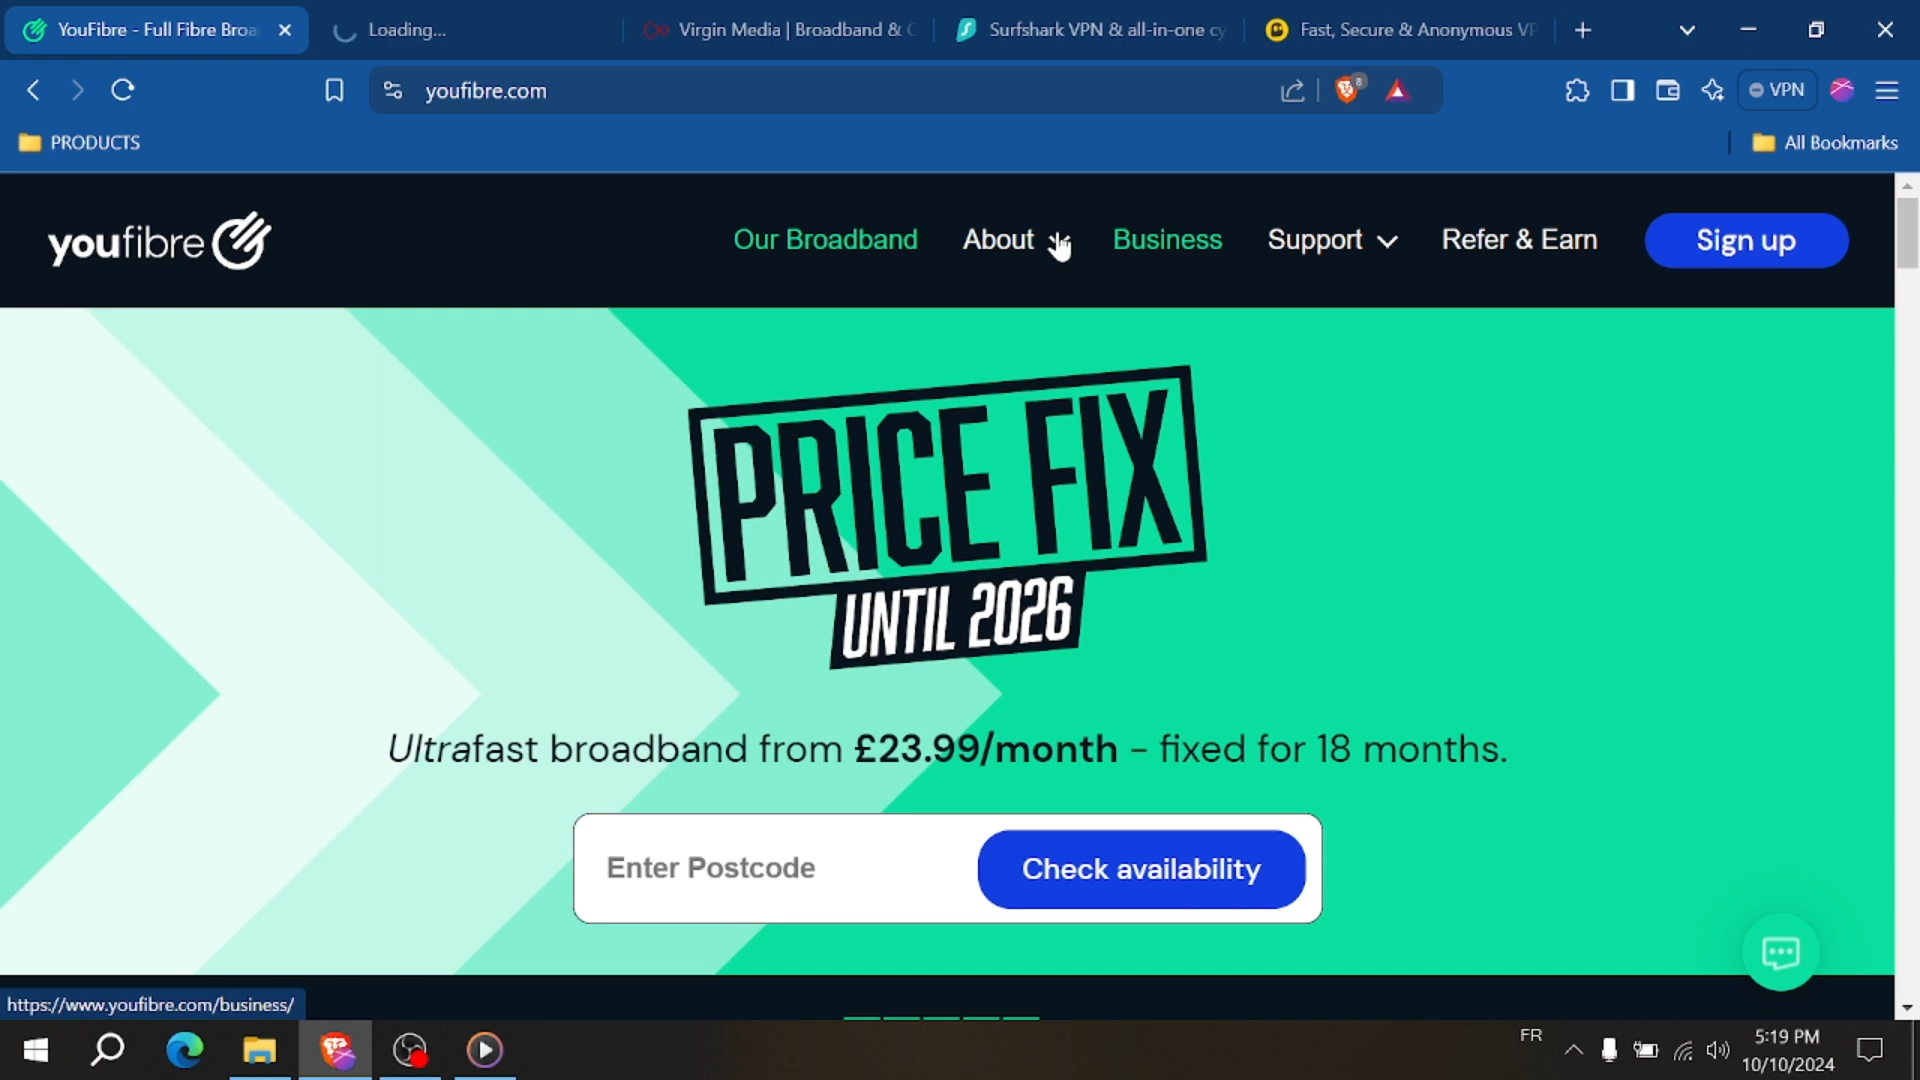 YouFibre - Full Fibre Broa
Loading...
Virgin Media | Broadband & C
Surfshark VPN & all-in-one cy
Fast, Secure & Anonymous VP
youfibre.com
8
VPN
PRODUCTS
All Bookmarks
youfibre
Our Broadband
About
Business
Support
Refer & Earn
Sign up
PRICE FIX
UNTIL 2026
Ultrafast broadband from £23.99/month - fixed for 18 months.
Enter Postcode
Check availability
https://www.youfibre.com/business/
FR
5:19 PM
10/10/2024